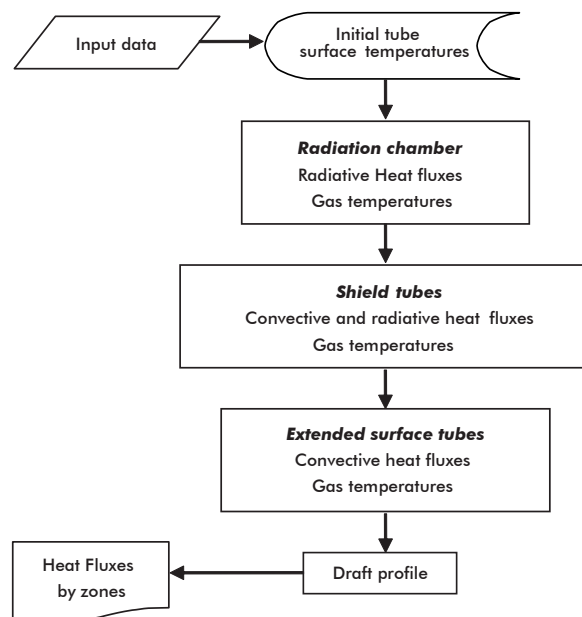 Input data
Initial tube
surface temperatures
Radiation chamber
Radiative Heat fluxes
Gas temperatures
Shield tubes
Convective and radiative heat fluxes
Gas temperatures
Extended surface tubes
Convective heat fluxes
Gas temperatures
Draft profile
Heat Fluxes
by zones